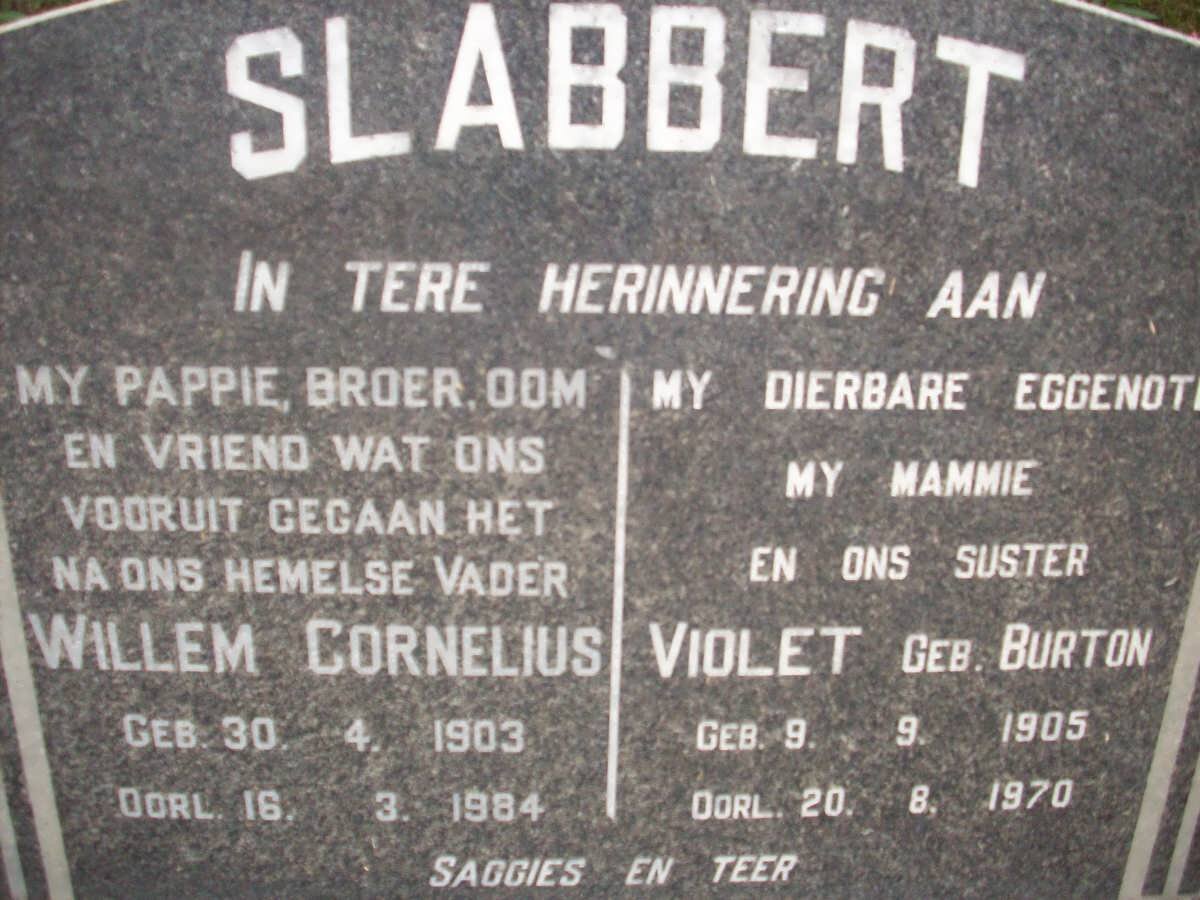 SLABBERT
IN TERE HERINNERING AAN
MY PAPPIE, BROER, OOM
EN VRIEND WAT ONS
VOORUIT GEGAAN HET
NA ONS HEMELSE VADER
WILLEM CORNELIUS
GEB. 30. 4. 1903
OORL. 16. 3. 1984
MY DIERBARE EGGENOTE
MY MAMMIE
EN ONS SUSTER
VIOLET GEB. BURTON
GEB. 9. 9. 1905
OORL. 20. 8. 1970
SAGGIES EN TEER